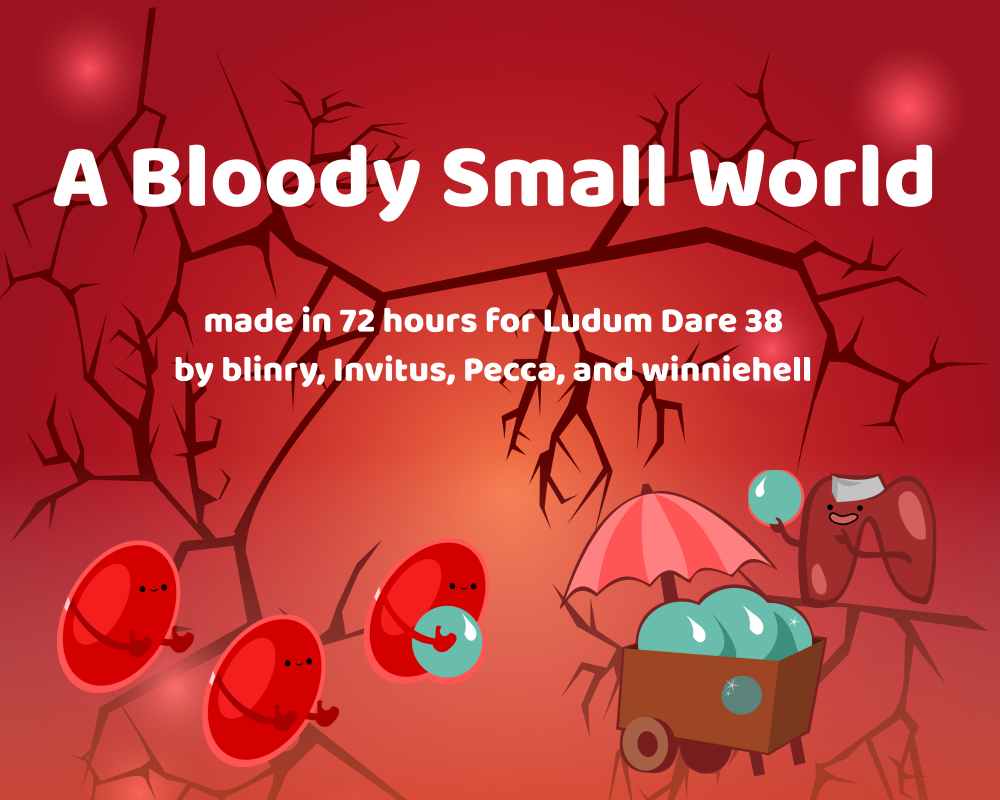 A Bloody Small World
made in 72 hours for Ludum Dare 38
by blinry, Invitus, Pecca, and winniehell